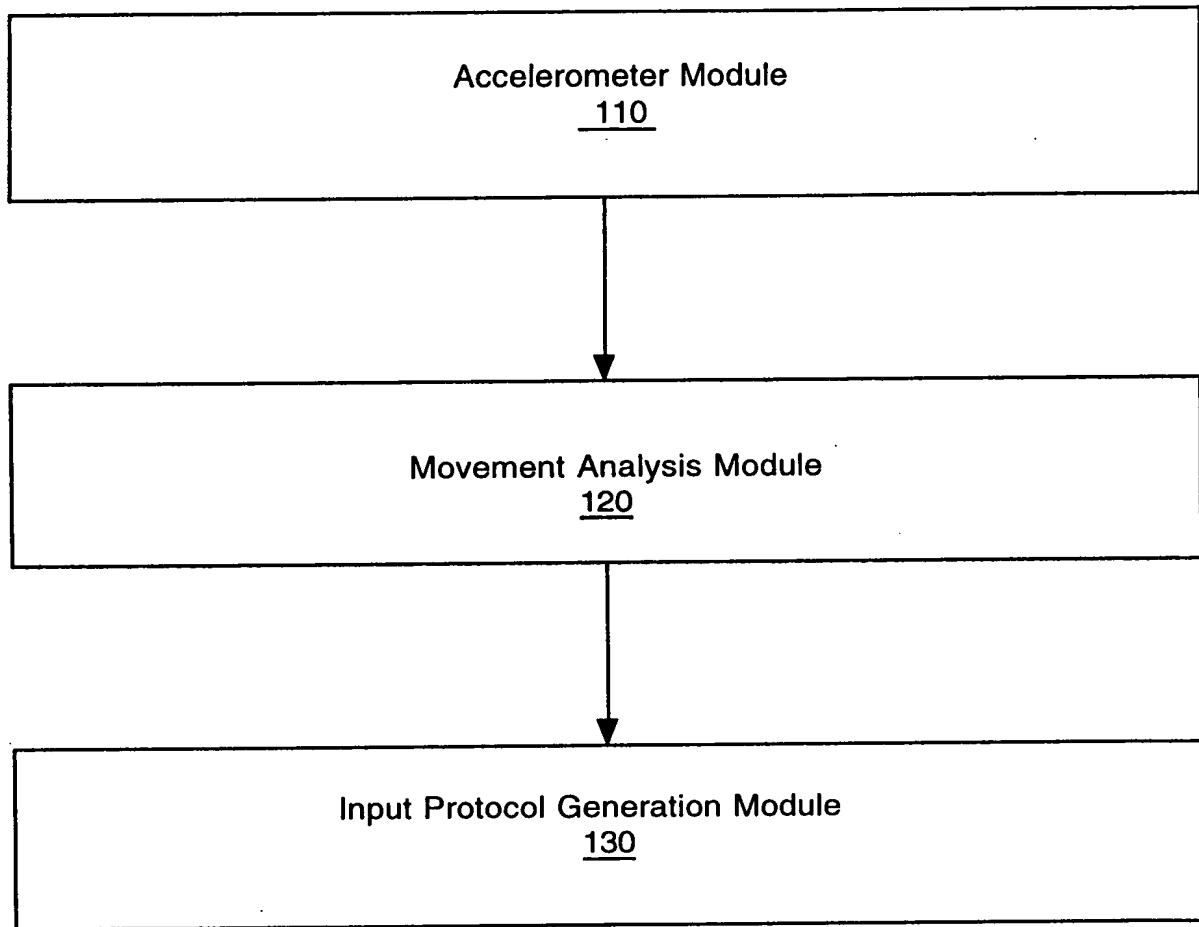 Accelerometer Module
110
Movement Analysis Module
120
Input Protocol Generation Module
130